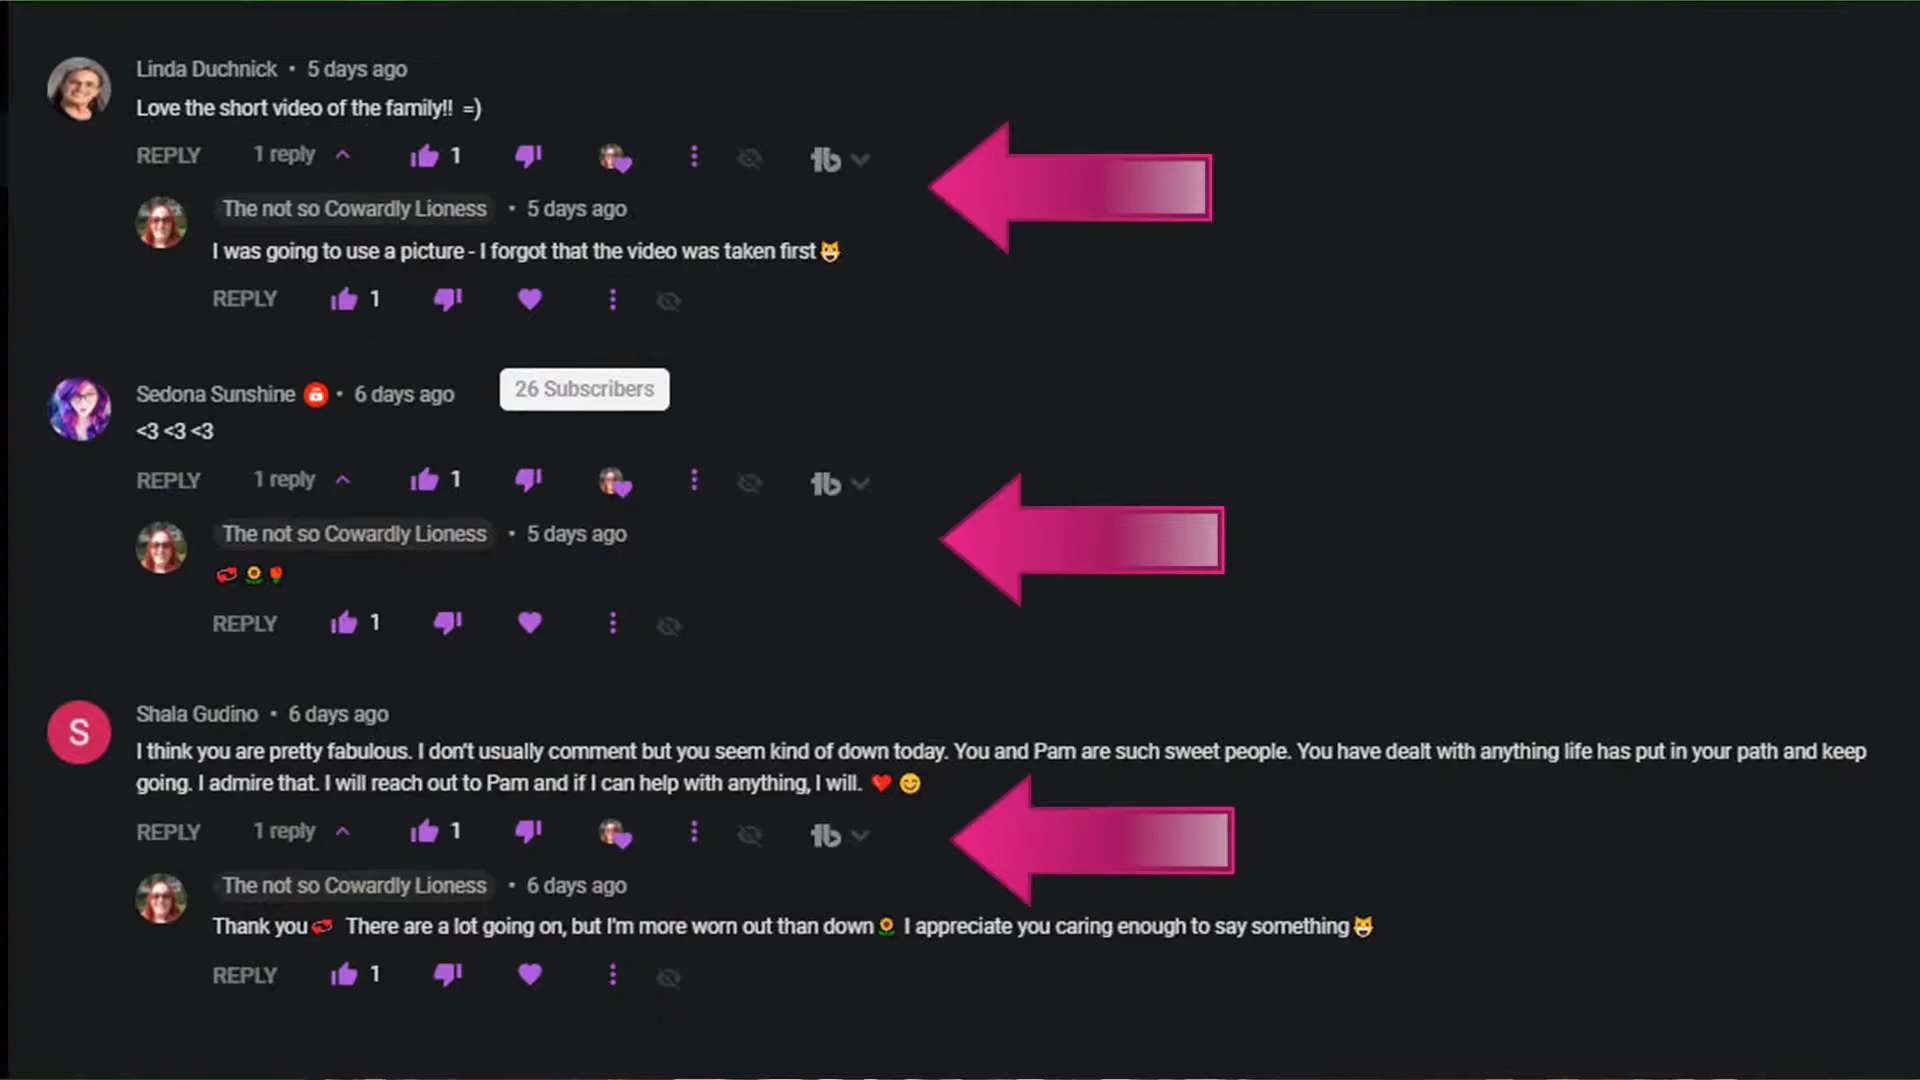 Linda Duchnick • 5 days ago
Love the short video of the family!! =)
REPLY 1 reply 1
The not so Cowardly Lioness • 5 days ago
I was going to use a picture - I forgot that the video was taken first😸
REPLY 1
Sedona Sunshine • 6 days ago 26 Subscribers
<3 <3 <3
REPLY 1 reply 1
The not so Cowardly Lioness • 5 days ago
💞🌻🌹
REPLY 1
S
Shala Gudino • 6 days ago
I think you are pretty fabulous. I don't usually comment but you seem kind of down today. You and Pam are such sweet people. You have dealt with anything life has put in your path and keep
going. I admire that. I will reach out to Pam and if I can help with anything, I will. ❤️ 😊
REPLY 1 reply 1
The not so Cowardly Lioness • 6 days ago
Thank you💞 There are a lot going on, but I'm more worn out than down🌻 I appreciate you caring enough to say something😸
REPLY 1